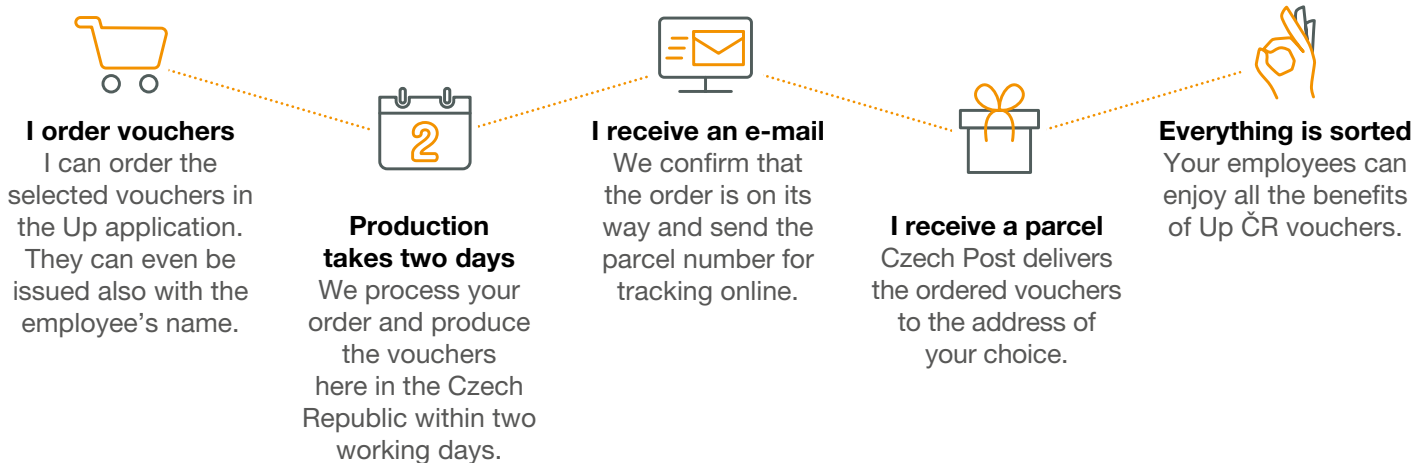 I order vouchers
I can order the
selected vouchers in
the Up application.
They can even be
issued also with the
employee's name.
2
Production
takes two days
We process your
order and produce
the vouchers
here in the Czech
Republic within two
working days.
I receive an e-mail
We confirm that
the order is on its
way and send the
parcel number for
tracking online.
I receive a parcel
Czech Post delivers
the ordered vouchers
to the address of
your choice.
Everything is sorted
Your employees can
enjoy all the benefits
of Up ČR vouchers.